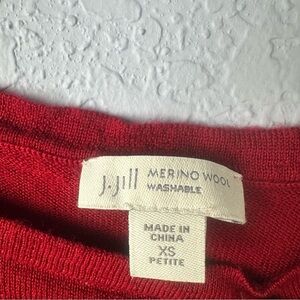 J.Jill MERINO WOOL
WASHABLE
MADE IN
CHINA
XS
PETITE